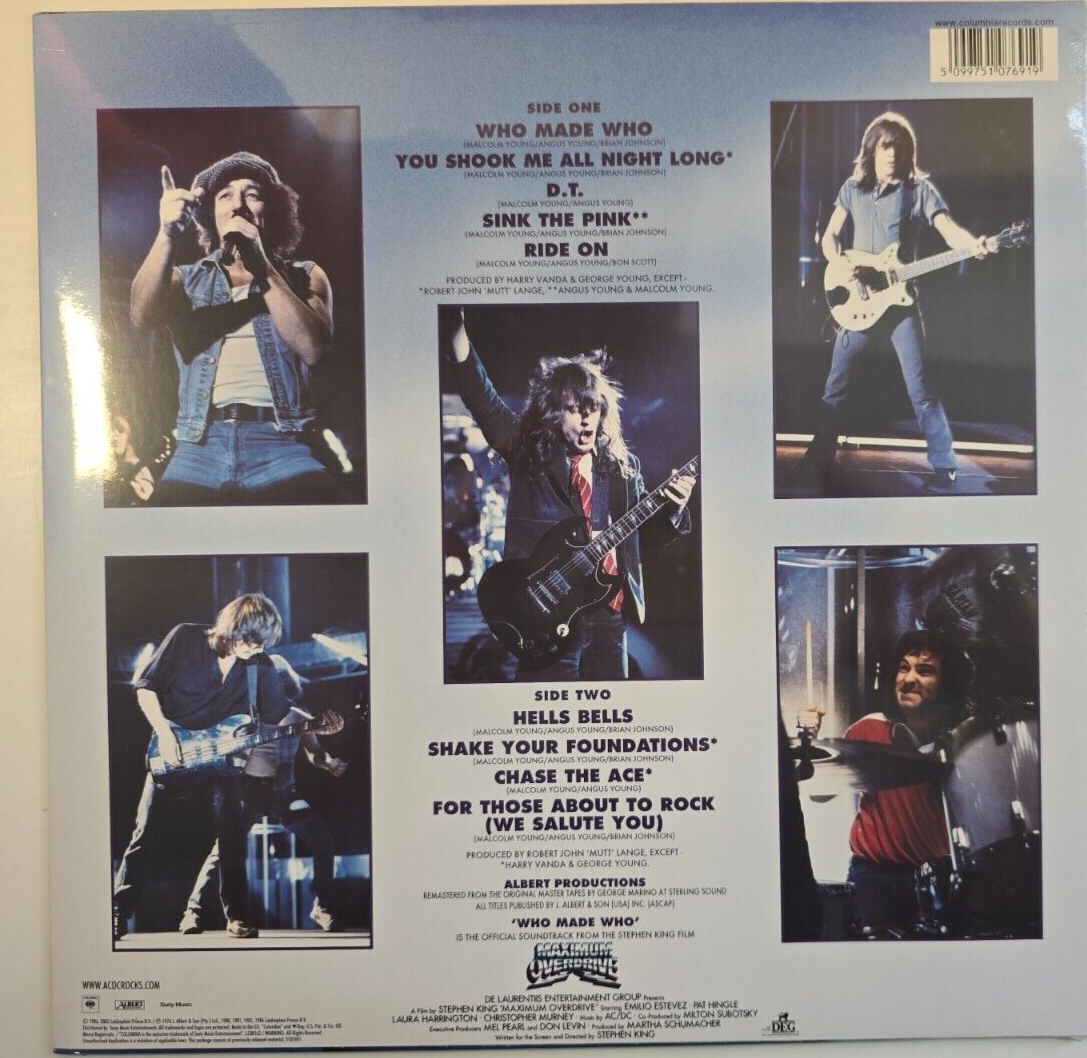 www.columbiarecords.com
5 099751 076919
SIDE ONE
WHO MADE WHO
(MALCOLM YOUNG/ANGUS YOUNG/BRIAN JOHNSON)
YOU SHOOK ME ALL NIGHT LONG*
(MALCOLM YOUNG/ANGUS YOUNG/BRIAN JOHNSON)
D.T.
(MALCOLM YOUNG/ANGUS YOUNG)
SINK THE PINK**
(MALCOLM YOUNG/ANGUS YOUNG/BRIAN JOHNSON)
RIDE ON
(MALCOLM YOUNG/ANGUS YOUNG/BON SCOTT)
PRODUCED BY HARRY VANDA & GEORGE YOUNG, EXCEPT -
*ROBERT JOHN 'MUTT' LANGE, **ANGUS YOUNG & MALCOLM YOUNG.
SIDE TWO
HELLS BELLS
(MALCOLM YOUNG/ANGUS YOUNG/BRIAN JOHNSON)
SHAKE YOUR FOUNDATIONS*
(MALCOLM YOUNG/ANGUS YOUNG/BRIAN JOHNSON)
CHASE THE ACE*
(MALCOLM YOUNG/ANGUS YOUNG)
FOR THOSE ABOUT TO ROCK
(WE SALUTE YOU)
(MALCOLM YOUNG/ANGUS YOUNG/BRIAN JOHNSON)
PRODUCED BY ROBERT JOHN 'MUTT' LANGE, EXCEPT -
*HARRY VANDA & GEORGE YOUNG.
ALBERT PRODUCTIONS
REMASTERED FROM THE ORIGINAL MASTER TAPES BY GEORGE MARINO AT STERLING SOUND
ALL TITLES PUBLISHED BY J. ALBERT & SON (USA) INC. (ASCAP)
'WHO MADE WHO'
IS THE OFFICIAL SOUNDTRACK FROM THE STEPHEN KING FILM
MAXIMUM
OVERDRIVE
DE LAURENTIIS ENTERTAINMENT GROUP Presents
A Film by STEPHEN KING 'MAXIMUM OVERDRIVE' Starring EMILIO ESTEVEZ · PAT HINGLE
LAURA HARRINGTON · CHRISTOPHER MURNEY · Music by AC/DC · Co-Produced by MILTON SUBOTSKY
Executive Producers MEL PEARL and DON LEVIN · Produced by MARTHA SCHUMACHER
Written for the Screen and Directed by STEPHEN KING
DEG
WWW.ACDCROCKS.COM
COLUMBIA
ALBERT
Sony Music